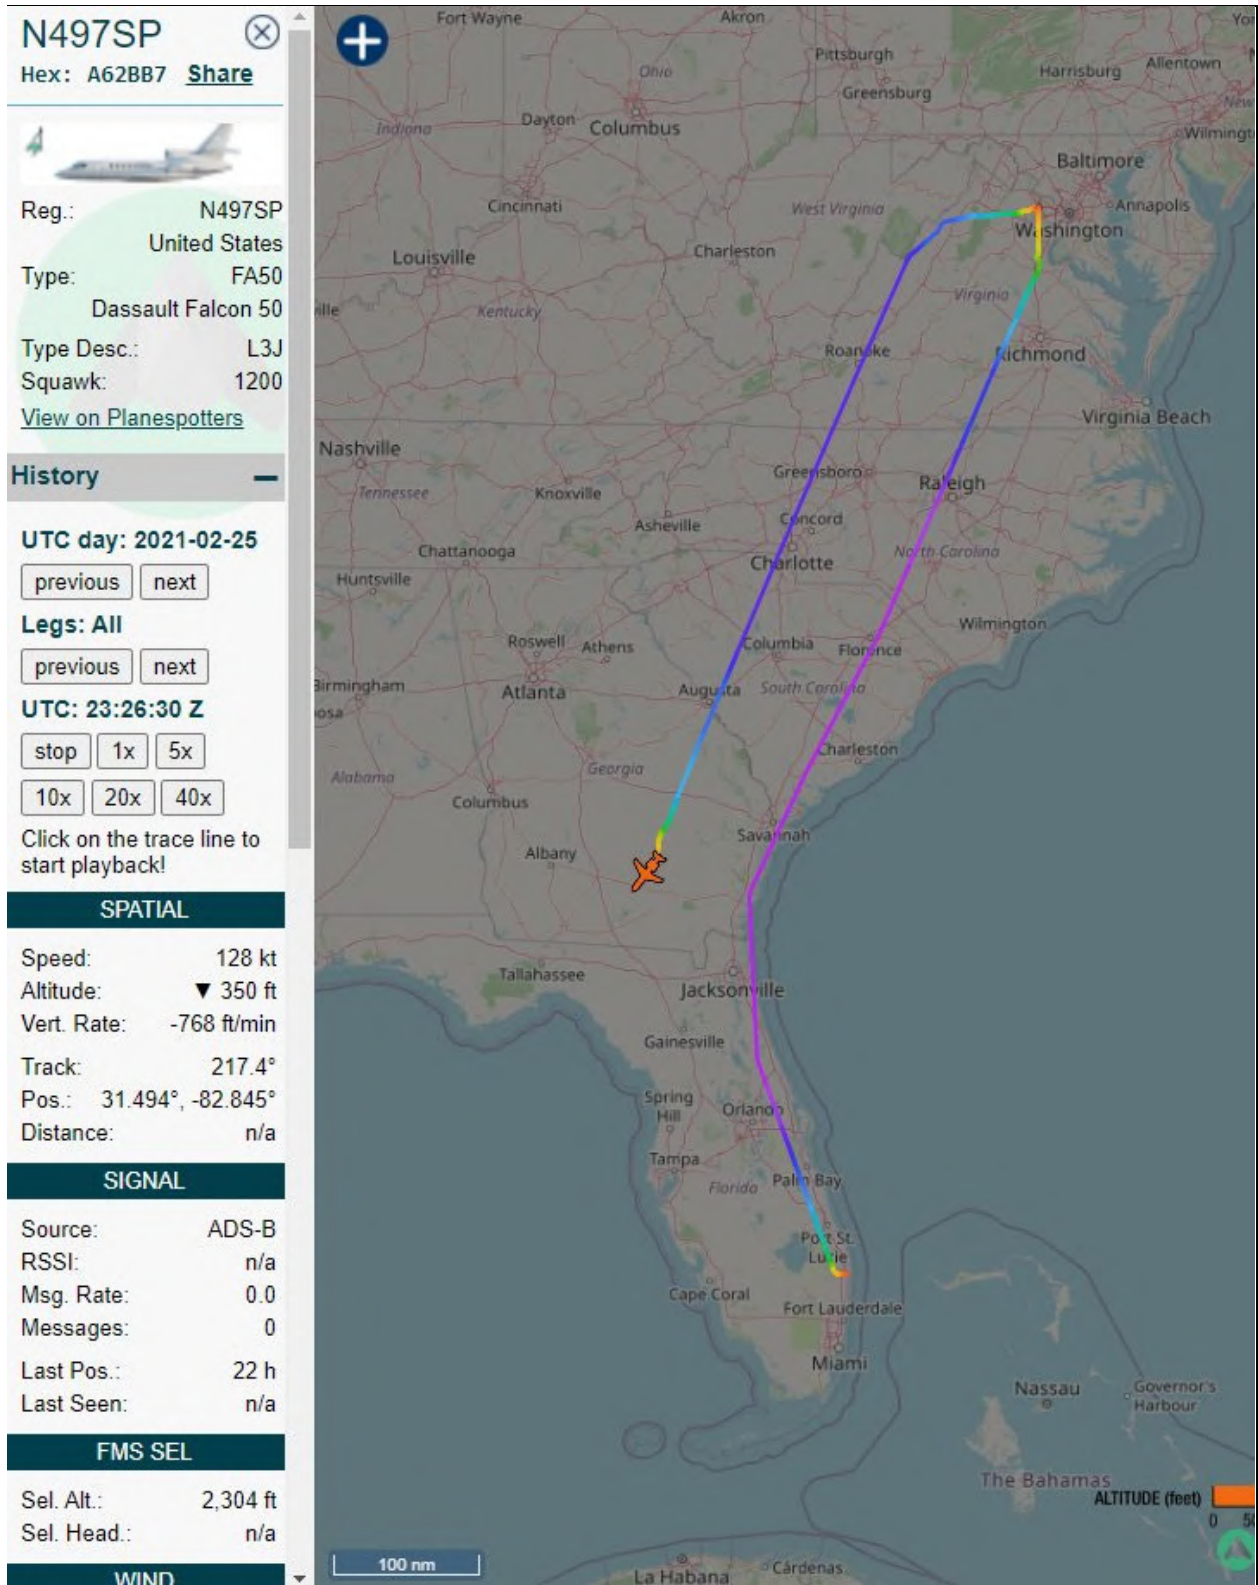 N497SP
Hex: A62BB7 Share
Reg.: N497SP
United States
Type: FA50
Dassault Falcon 50
Type Desc.: L3J
Squawk: 1200
View on Planespotters
History
UTC day: 2021-02-25
previous next
Legs: All
previous next
UTC: 23:26:30 Z
stop 1x 5x
10x 20x 40x
Click on the trace line to
start playback!
SPATIAL
Speed: 128 kt
Altitude: ▼ 350 ft
Vert. Rate: -768 ft/min
Track: 217.4°
Pos.: 31.494°, -82.845°
Distance: n/a
SIGNAL
Source: ADS-B
RSSI: n/a
Msg. Rate: 0.0
Messages: 0
Last Pos.: 22 h
Last Seen: n/a
FMS SEL
Sel. Alt.: 2,304 ft
Sel. Head.: n/a
WIND
Fort Wayne
Akron
Pittsburgh
Ohio
Harrisburg
Allentown
Greensburg
Indiana
Dayton
Columbus
Baltimore
Cincinnati
West Virginia
Annapolis
Washington
Charleston
Louisville
Virginia
Kentucky
Roanoke
Richmond
Virginia Beach
Nashville
Greensboro
Raleigh
Tennessee
Knoxville
Asheville
Concord
Chattanooga
Charlotte
North Carolina
Huntsville
Wilmington
Roswell
Athens
Columbia
Florence
Birmingham
Atlanta
Augusta
South Carolina
Charleston
Georgia
Alabama
Columbus
Savannah
Albany
Tallahassee
Jacksonville
Gainesville
Spring
Hill
Orlando
Tampa
Palm Bay
Florida
Port St.
Lucie
Cape Coral
Fort Lauderdale
Miami
Nassau
Governor's
Harbour
The Bahamas
ALTITUDE (feet)
0
100 nm
La Habana
Cárdenas